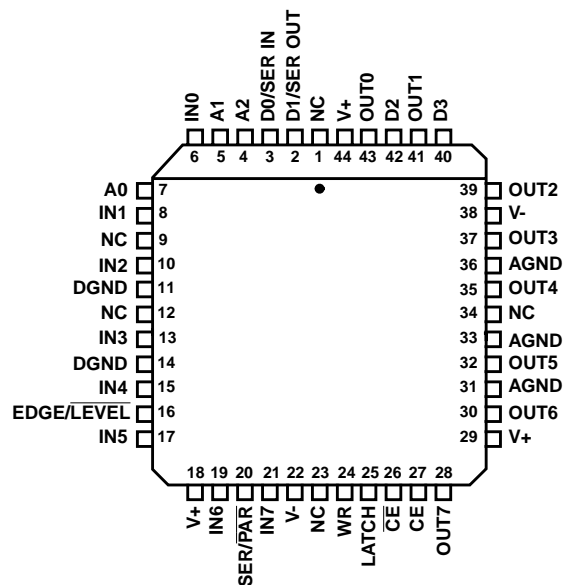 IN0 A1 A2 D0/SER IN D1/SER OUT NC V+ OUT0 D2 OUT1 D3
6 5 4 3 2 1 44 43 42 41 40
A0 7
IN1 8
NC 9
IN2 10
DGND 11
NC 12
IN3 13
DGND 14
IN4 15
EDGE/LEVEL 16
IN5 17
39 OUT2
38 V-
37 OUT3
36 AGND
35 OUT4
34 NC
33 AGND
32 OUT5
31 AGND
30 OUT6
29 V+
18 19 20 21 22 23 24 25 26 27 28
V+ IN6 SER/PAR IN7 V- NC WR LATCH CE CE OUT7